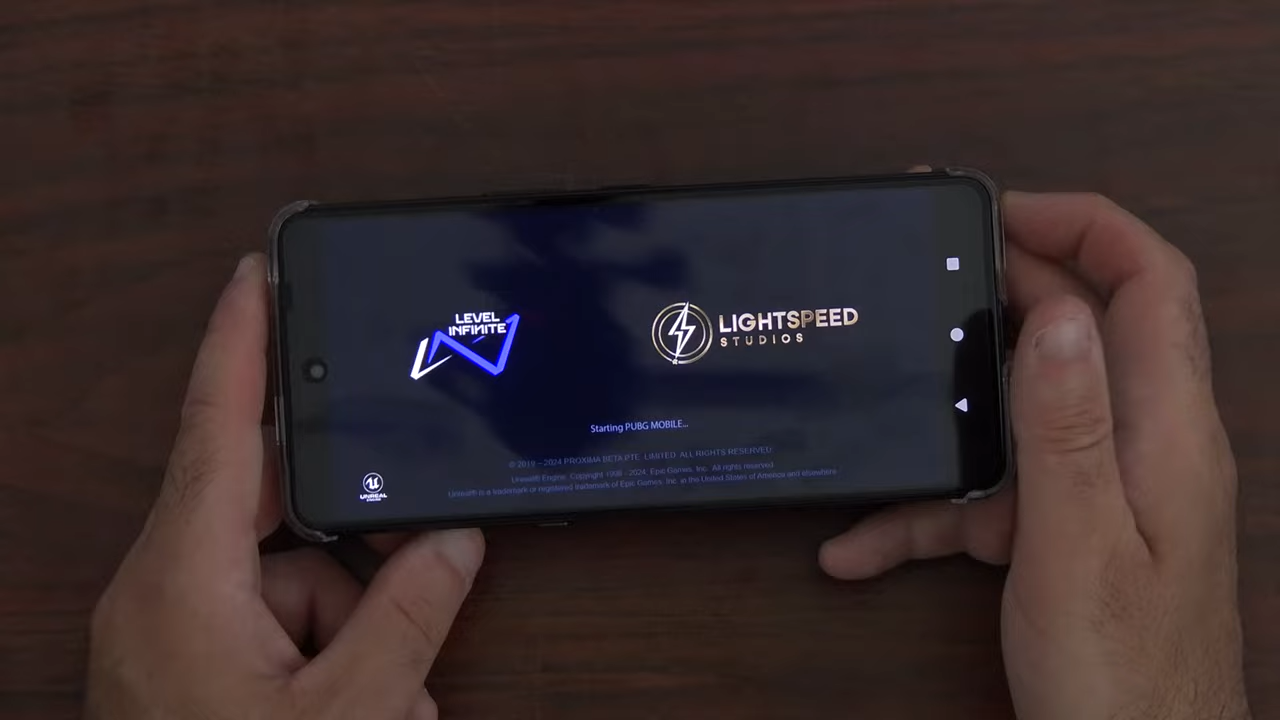 LEVEL
INFINITE
LIGHTSPEED
STUDIOS
Starting PUBG MOBILE...
© 2019 – 2024 PROXIMA BETA PTE. LIMITED. ALL RIGHTS RESERVED.
Unreal® Engine, Copyright 1998 – 2024, Epic Games, Inc. All rights reserved
Unreal® is a trademark or registered trademark of Epic Games, Inc. in the United States of America and elsewhere
UNREAL
ENGINE